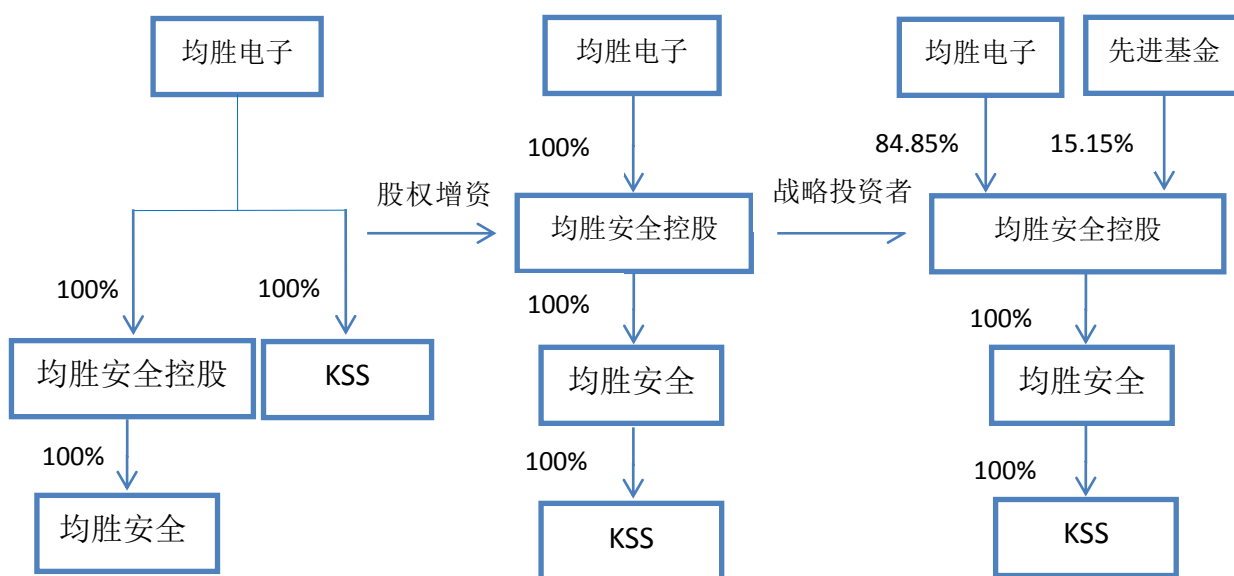 均胜电子
100%
100%
均胜安全控股
KSS
100%
均胜安全
股权增资
均胜电子
100%
均胜安全控股
100%
均胜安全
100%
KSS
战略投资者
均胜电子
先进基金
84.85%
15.15%
均胜安全控股
100%
均胜安全
100%
KSS